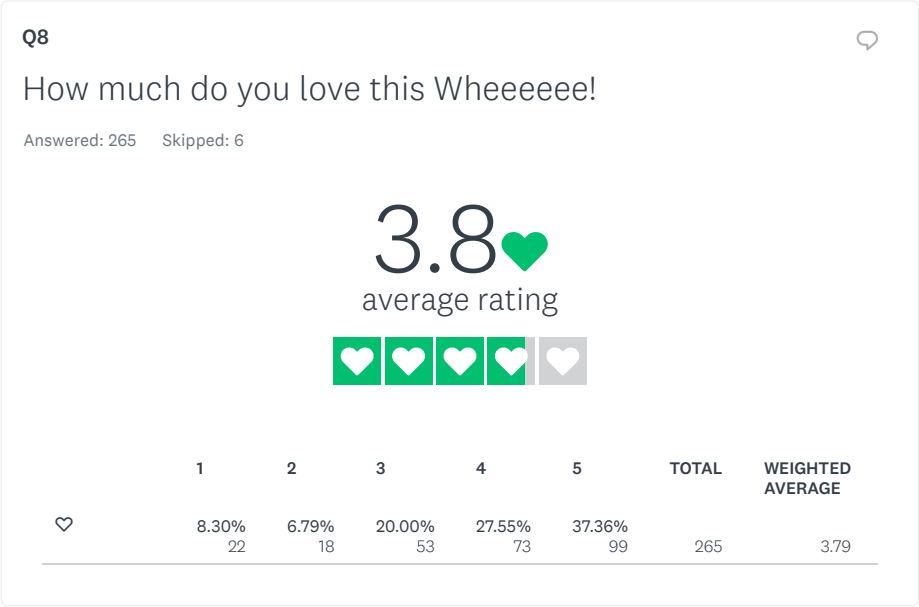 Q8
How much do you love this Wheeeeee!
Answered: 265 Skipped: 6
3.8
average rating
1 2 3 4 5 TOTAL WEIGHTED
AVERAGE
8.30% 6.79% 20.00% 27.55% 37.36%
22 18 53 73 99 265 3.79